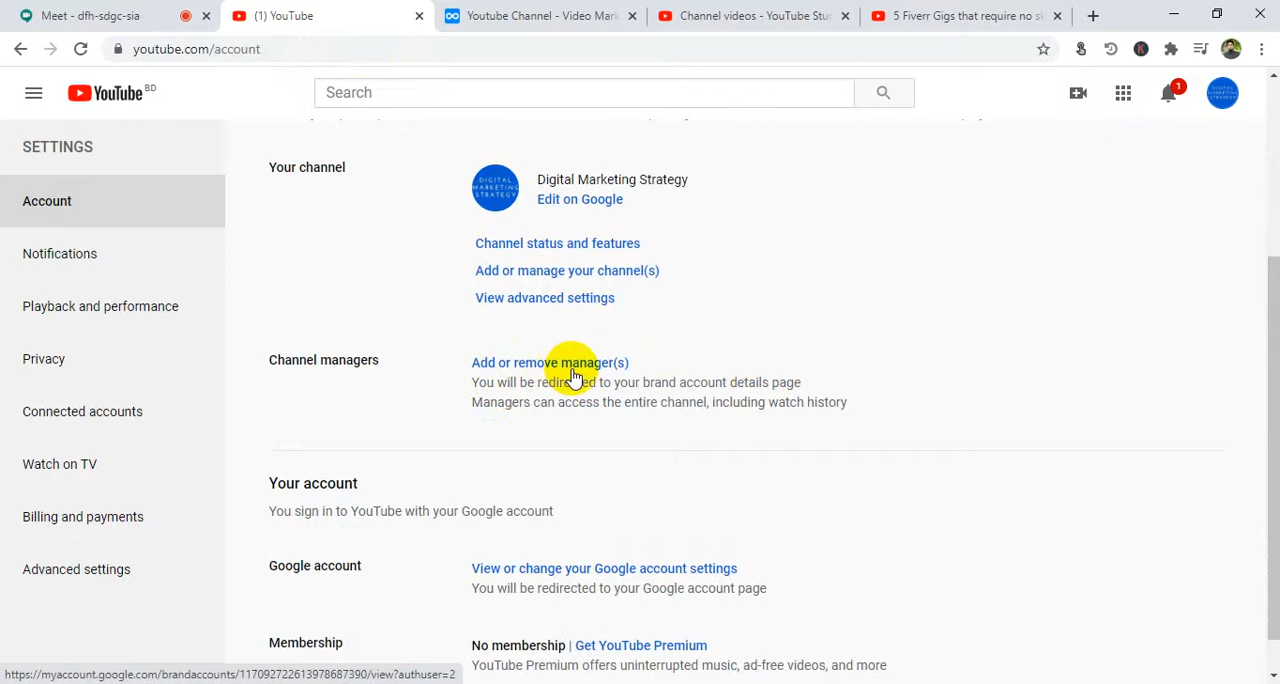 Meet - dfh-sdgc-sia
(1) YouTube
Youtube Channel - Video Mark
Channel videos - YouTube Stu
5 Fiverr Gigs that require no sk
youtube.com/account
YouTube BD
Search
1
DIGITAL
MARKETING
STRATEGY
SETTINGS
Account
Notifications
Playback and performance
Privacy
Connected accounts
Watch on TV
Billing and payments
Advanced settings
Your channel
DIGITAL
MARKETING
STRATEGY
Digital Marketing Strategy
Edit on Google
Channel status and features
Add or manage your channel(s)
View advanced settings
Channel managers
Add or remove manager(s)
You will be redirected to your brand account details page
Managers can access the entire channel, including watch history
Your account
You sign in to YouTube with your Google account
Google account
View or change your Google account settings
You will be redirected to your Google account page
Membership
No membership | Get YouTube Premium
YouTube Premium offers uninterrupted music, ad-free videos, and more
https://myaccount.google.com/brandaccounts/117092722613978687390/view?authuser=2